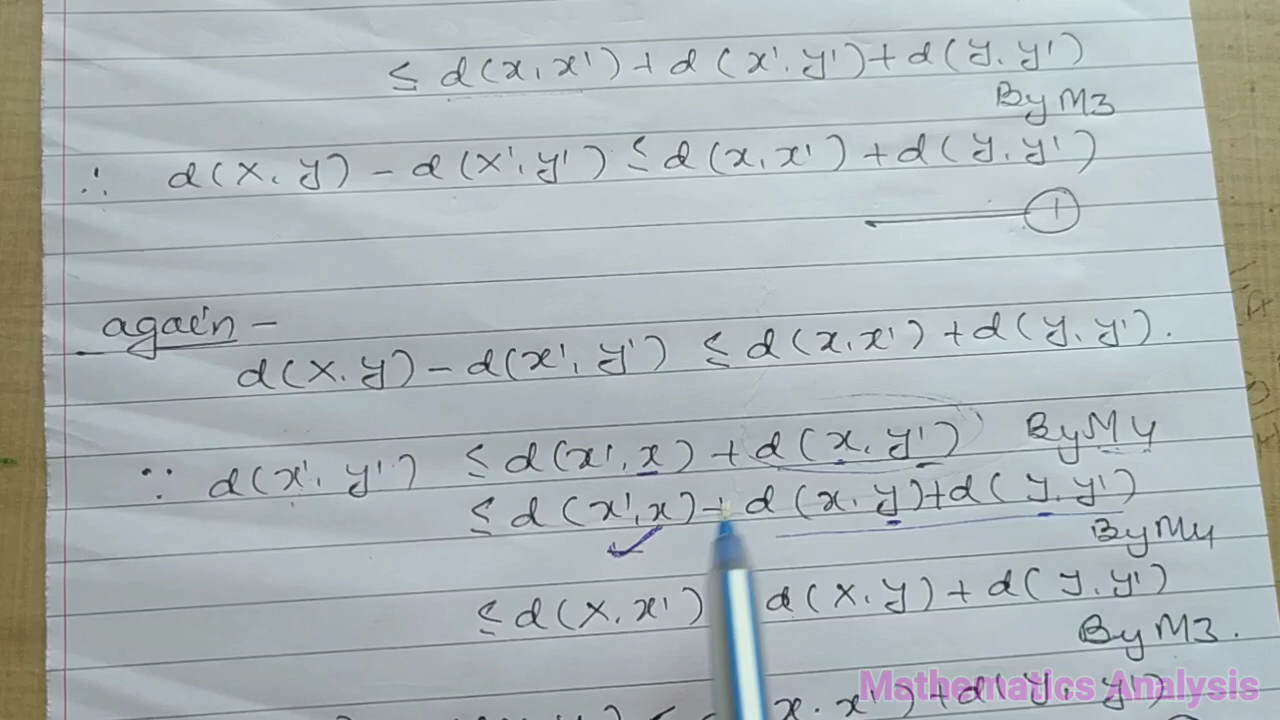 ≤ d(x, x') + d(x', y') + d(y, y')
By M3
∴ d(x, y) - d(x', y') ≤ d(x, x') + d(y, y')
①
again -
d(x, y) - d(x', y') ≤ d(x, x') + d(y, y').
∵ d(x', y') ≤ d(x', x) + d(x, y') By M4
≤ d(x', x) + d(x, y) + d(y, y')
By M4
≤ d(x, x') d(x, y) + d(y, y')
By M3.
x, x') + d(y, y')
Mathematics Analysis